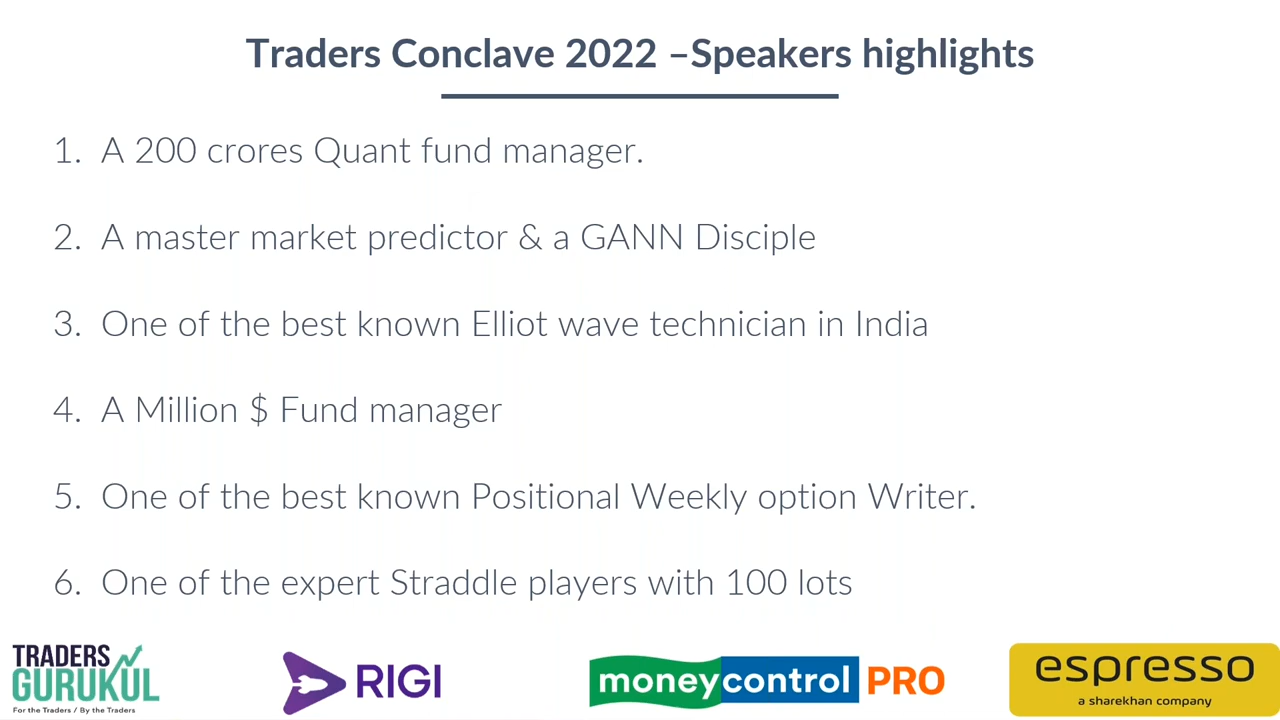 Traders Conclave 2022 –Speakers highlights
1. A 200 crores Quant fund manager.
2. A master market predictor & a GANN Disciple
3. One of the best known Elliot wave technician in India
4. A Million $ Fund manager
5. One of the best known Positional Weekly option Writer.
6. One of the expert Straddle players with 100 lots
TRADERS
GURUKUL
For the Traders / By the Traders
RIGI
moneycontrol PRO
espresso
a sharekhan company